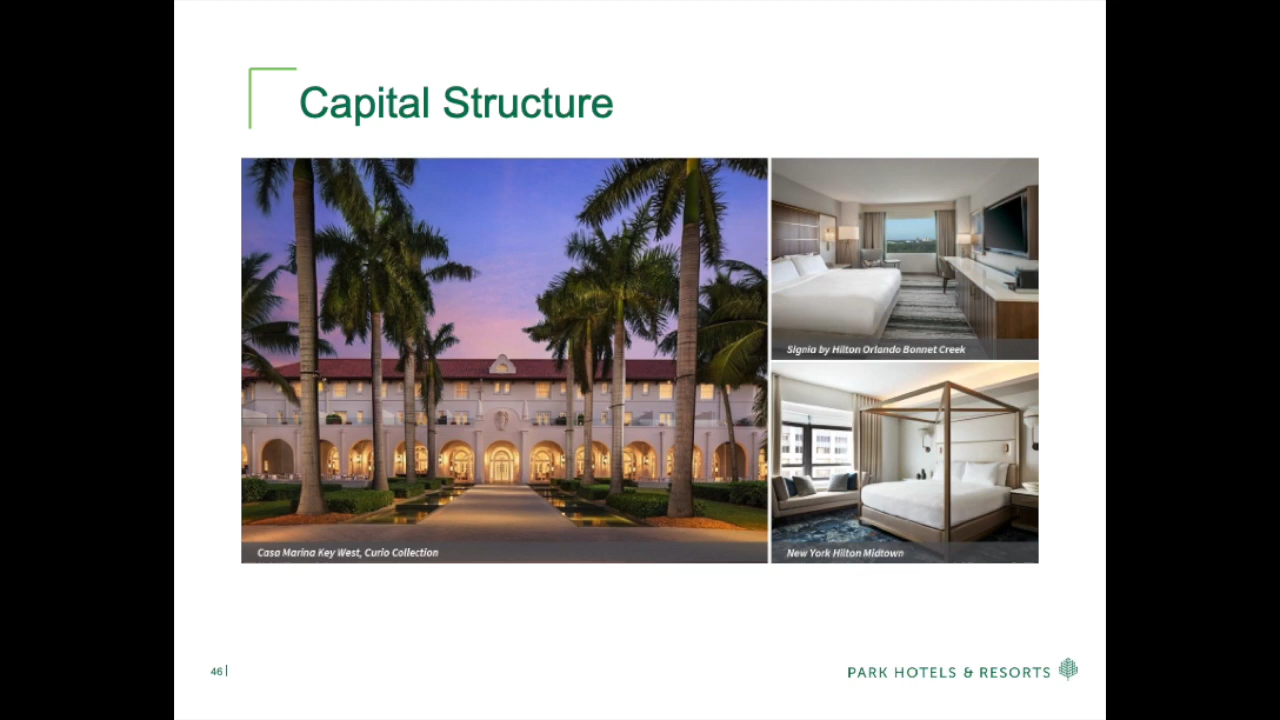 Capital Structure
Signia by Hilton Orlando Bonnet Creek
Casa Marina Key West, Curio Collection
New York Hilton Midtown
46
PARK HOTELS & RESORTS